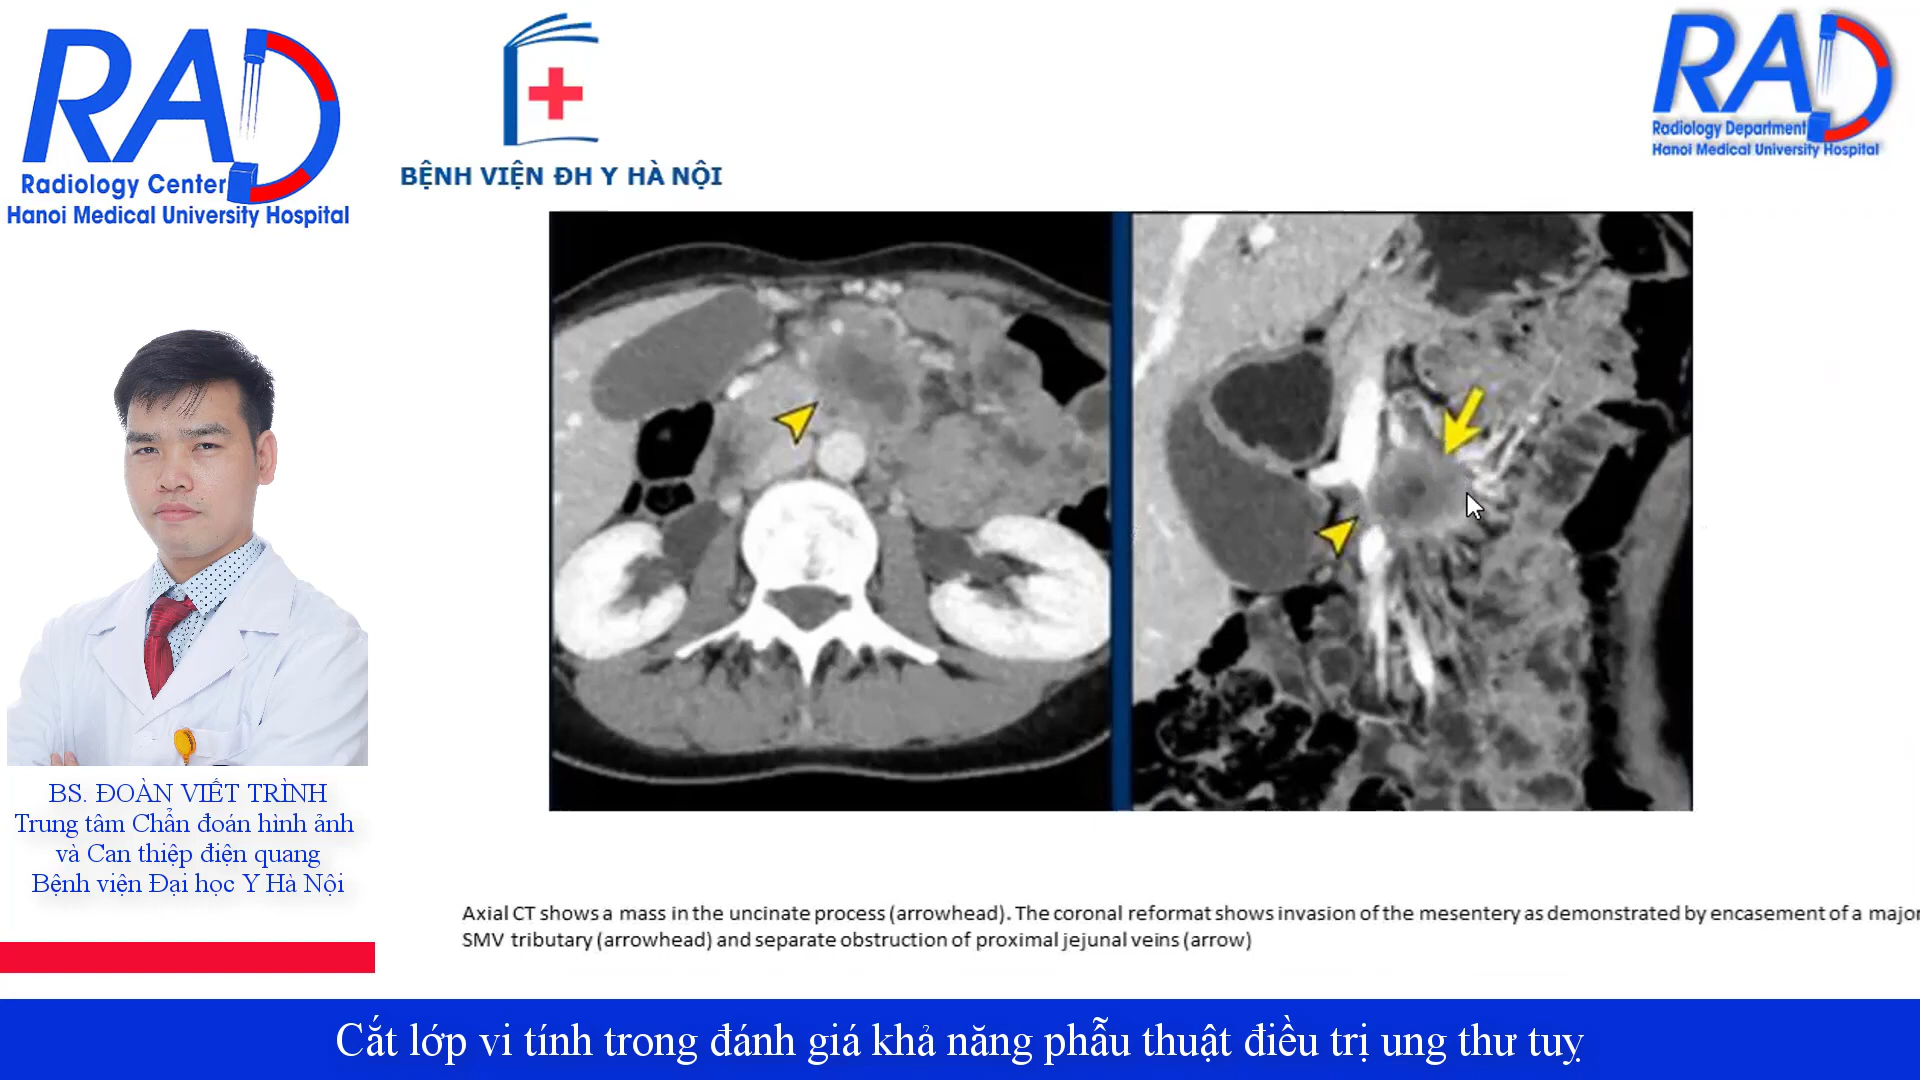 RAD
Radiology Center
Hanoi Medical University Hospital
BỆNH VIỆN ĐH Y HÀ NỘI
RAD
Radiology Department
Hanoi Medical University Hospital
BS. ĐOÀN VIẾT TRÌNH
Trung tâm Chẩn đoán hình ảnh
và Can thiệp điện quang
Bệnh viện Đại học Y Hà Nội
Axial CT shows a mass in the uncinate process (arrowhead). The coronal reformat shows invasion of the mesentery as demonstrated by encasement of a major
SMV tributary (arrowhead) and separate obstruction of proximal jejunal veins (arrow)
Cắt lớp vi tính trong đánh giá khả năng phẫu thuật điều trị ung thư tuỵ